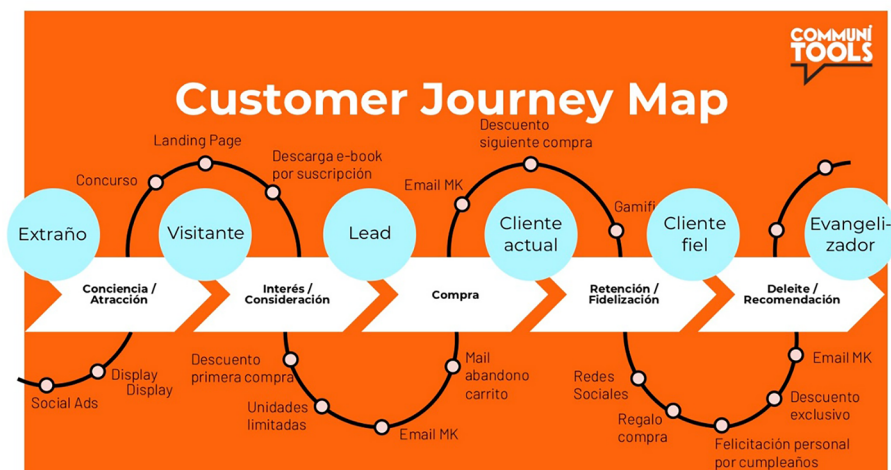 COMMUNI
TOOLS
Customer Journey Map
Descuento
siguiente compra
Landing Page
Descarga e-book
por suscripción
Concurso
Email MK
Gamifi
Extraño
Visitante
Lead
Cliente
actual
Cliente
fiel
Evangeli-
zador
Conciencia /
Atracción
Interés /
Consideración
Compra
Retención /
Fidelización
Deleite /
Recomendación
Social Ads
Display
Display
Descuento
primera compra
Unidades
limitadas
Email MK
Mail
abandono
carrito
Redes
Sociales
Regalo
compra
Felicitación personal
por cumpleaños
Descuento
exclusivo
Email MK